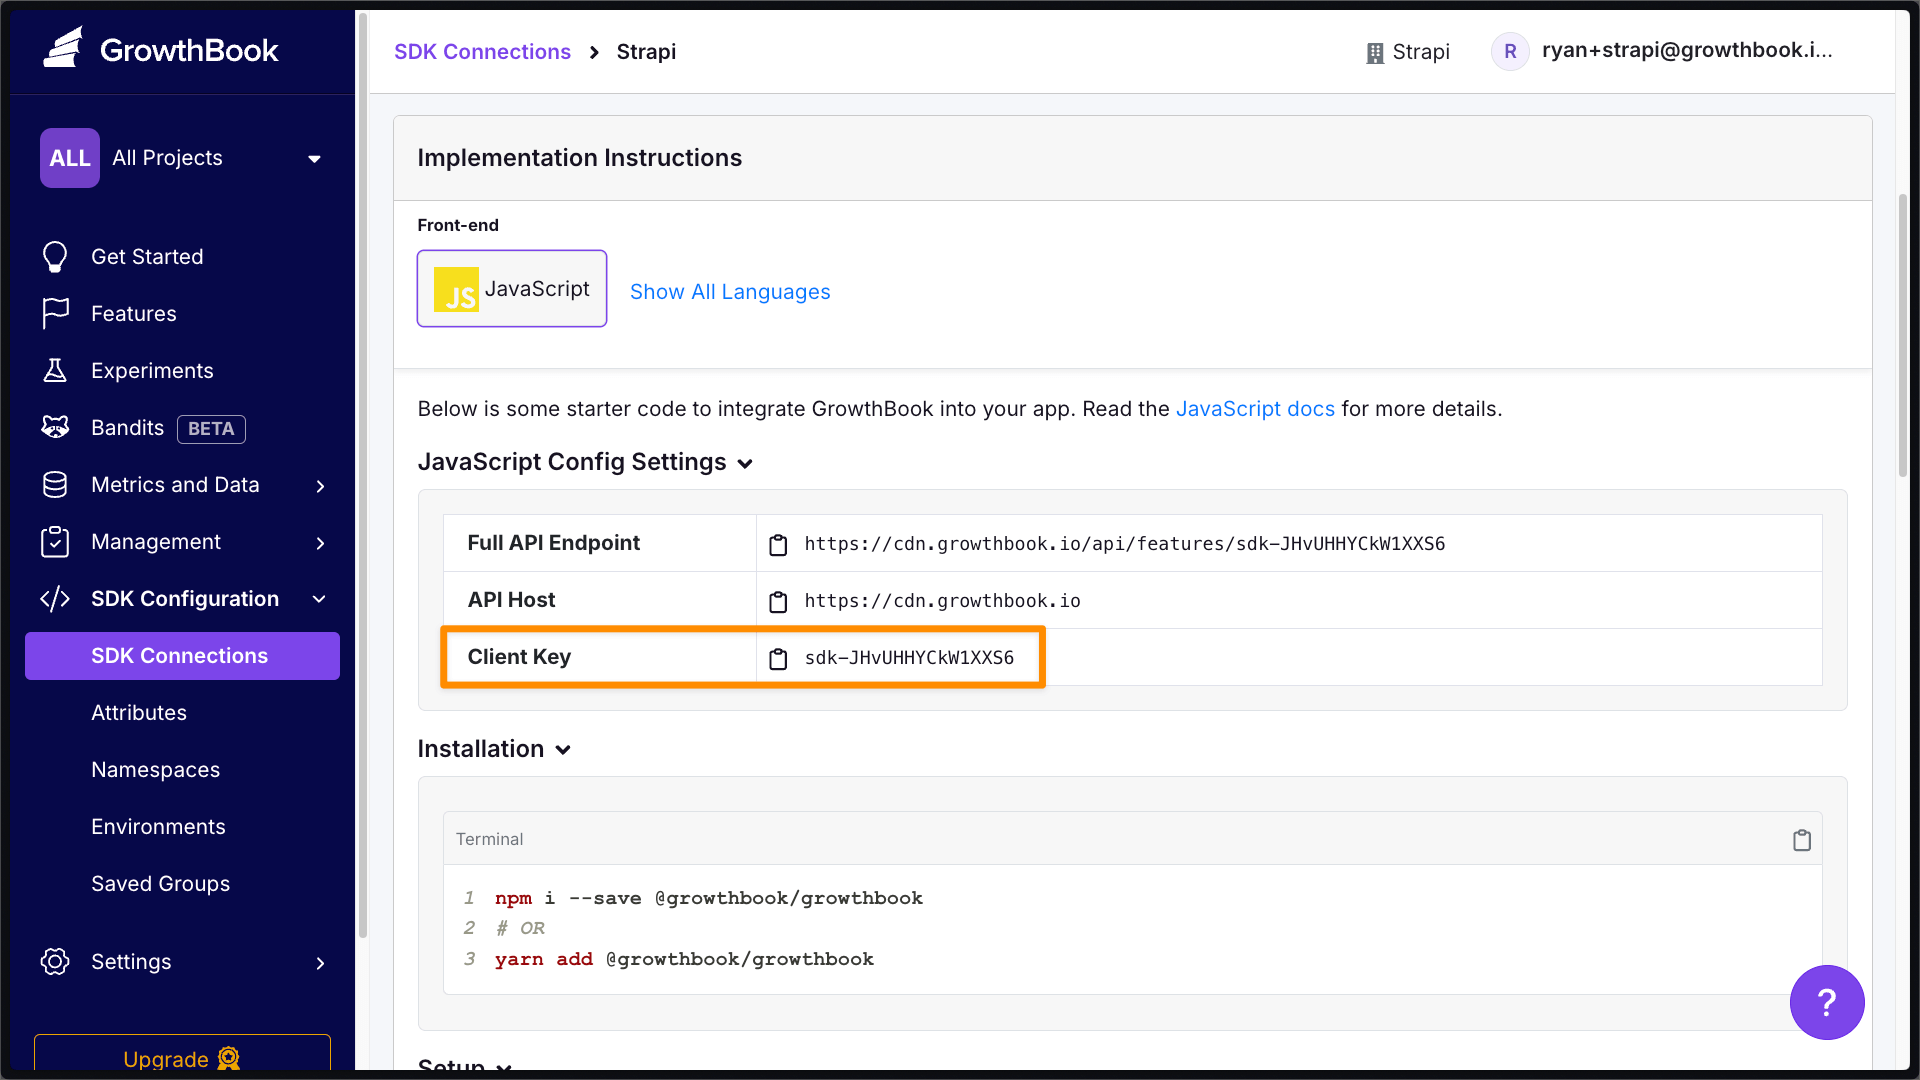 GrowthBook
ALL All Projects
Get Started
Features
Experiments
Bandits BETA
Metrics and Data
Management
SDK Configuration
SDK Connections
Attributes
Namespaces
Environments
Saved Groups
Settings
Upgrade
SDK Connections > Strapi
Strapi
R ryan+strapi@growthbook.i...
Implementation Instructions
Front-end
JS JavaScript
Show All Languages
Below is some starter code to integrate GrowthBook into your app. Read the JavaScript docs for more details.
JavaScript Config Settings
Full API Endpoint https://cdn.growthbook.io/api/features/sdk-JHvUHHYCkW1XXS6
API Host https://cdn.growthbook.io
Client Key sdk-JHvUHHYCkW1XXS6
Installation
Terminal
1 npm i --save @growthbook/growthbook
2 # OR
3 yarn add @growthbook/growthbook
Setup
?